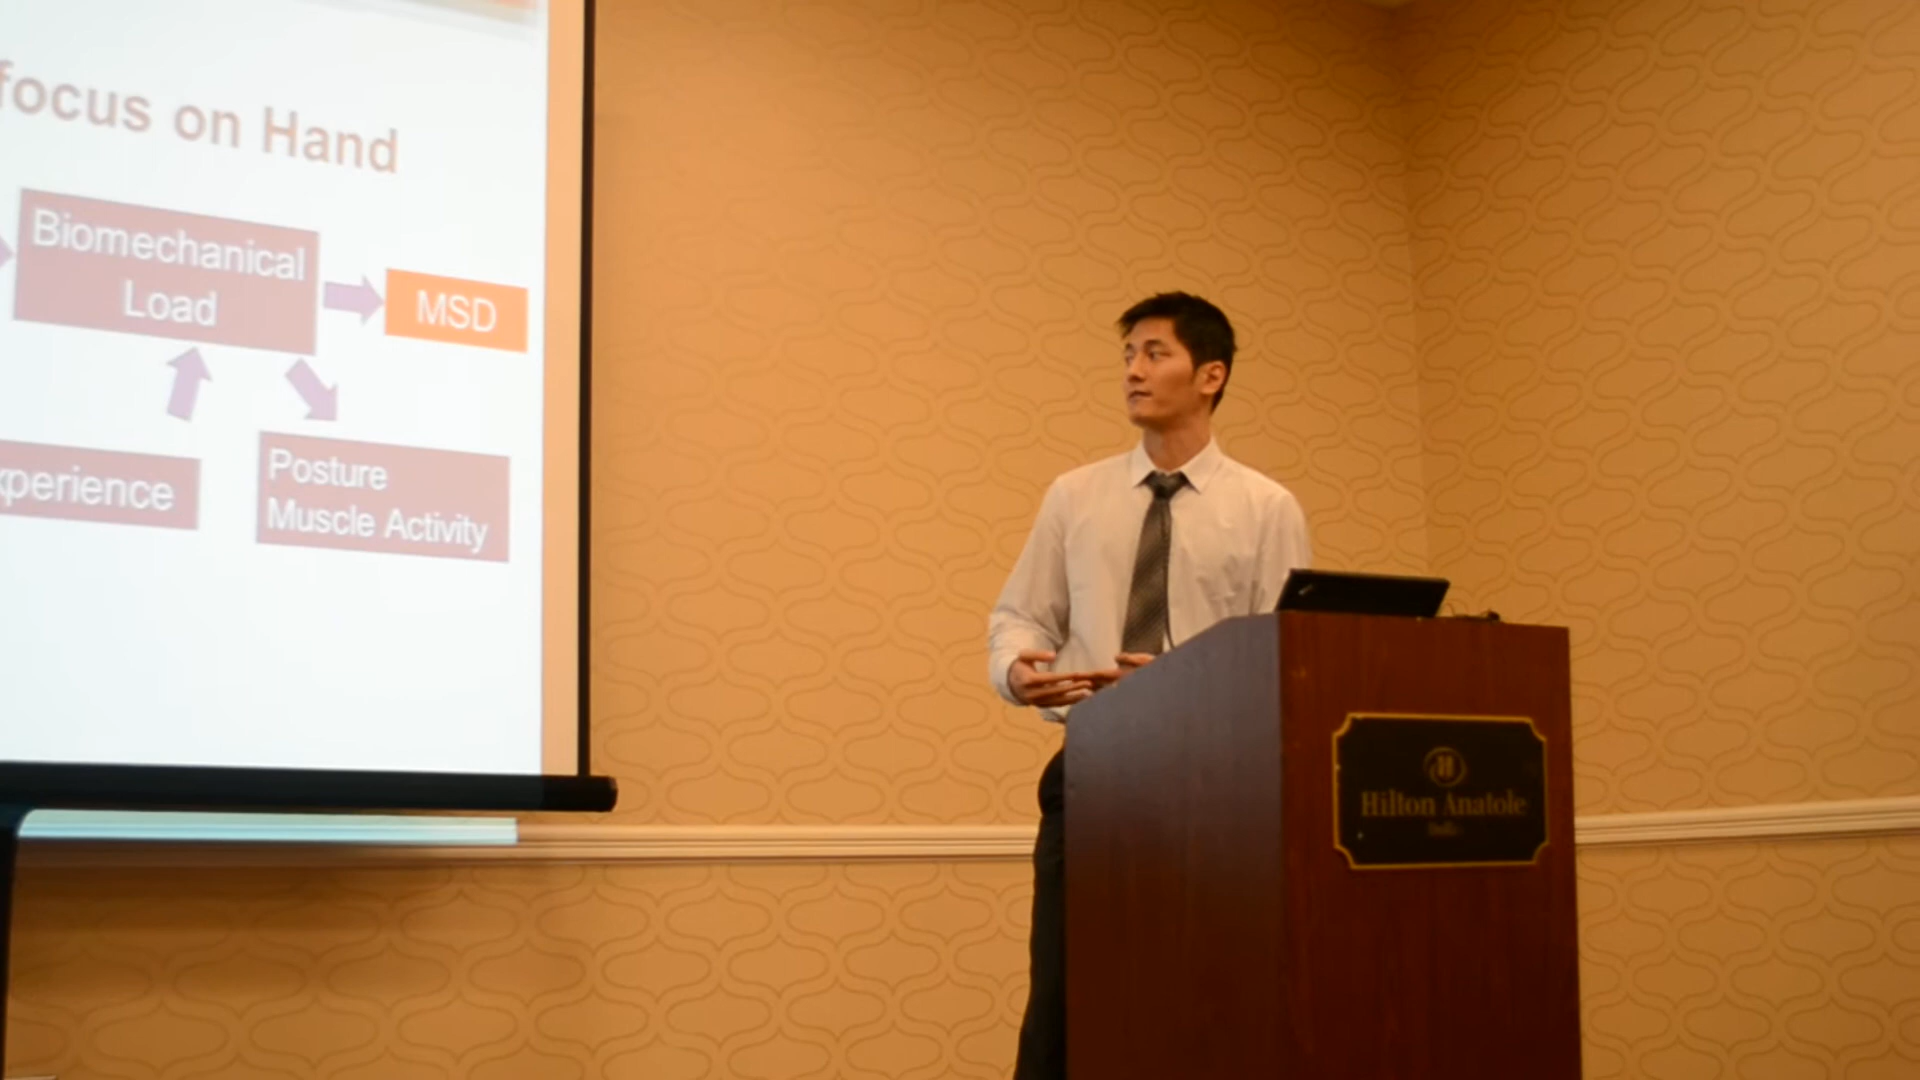 focus on Hand
Biomechanical
Load
MSD
xperience
Posture
Muscle Activity
H
Hilton Anatole